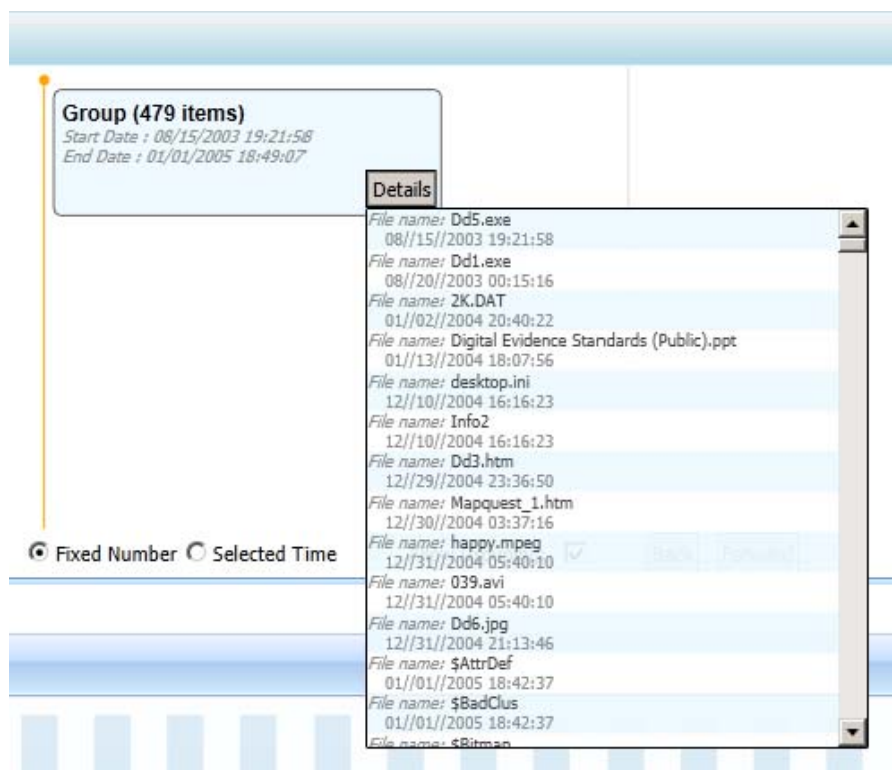 Group (479 items)
Start Date : 08/15/2003 19:21:58
End Date : 01/01/2005 18:49:07
Details
File name: Dd5.exe
08//15//2003 19:21:58
File name: Dd1.exe
08//20//2003 00:15:16
File name: 2K.DAT
01//02//2004 20:40:22
File name: Digital Evidence Standards (Public).ppt
01//13//2004 18:07:56
File name: desktop.ini
12//10//2004 16:16:23
File name: Info2
12//10//2004 16:16:23
File name: Dd3.htm
12//29//2004 23:36:50
File name: Mapquest_1.htm
12//30//2004 03:37:16
File name: happy.mpeg
12//31//2004 05:40:10
File name: 039.avi
12//31//2004 05:40:10
File name: Dd6.jpg
12//31//2004 21:13:46
File name: $AttrDef
01//01//2005 18:42:37
File name: $BadClus
01//01//2005 18:42:37
File name: $Bitmap
Fixed Number Selected Time
Back Forward